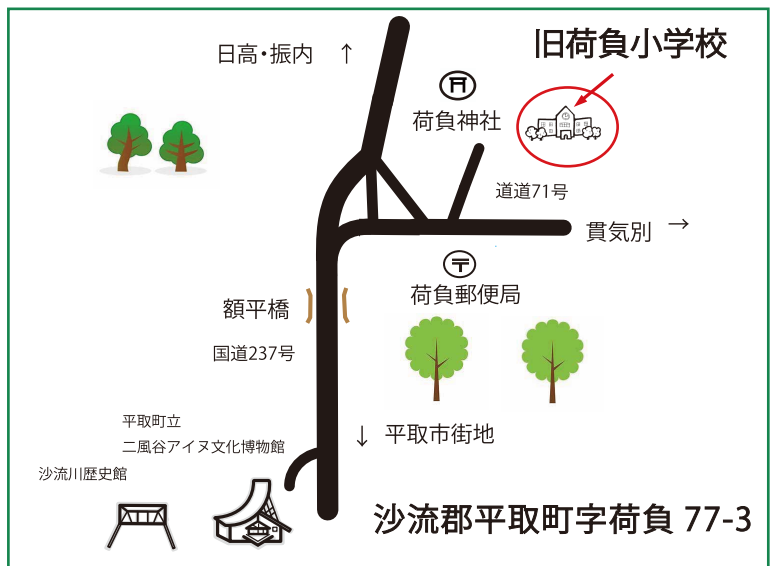 旧荷負小学校
日高・振内 ↑
荷負神社
道道71号
貫気別 →
〒
荷負郵便局
額平橋
国道237号
平取町立
二風谷アイヌ文化博物館
↓ 平取市街地
沙流川歴史館
沙流郡平取町字荷負 77-3